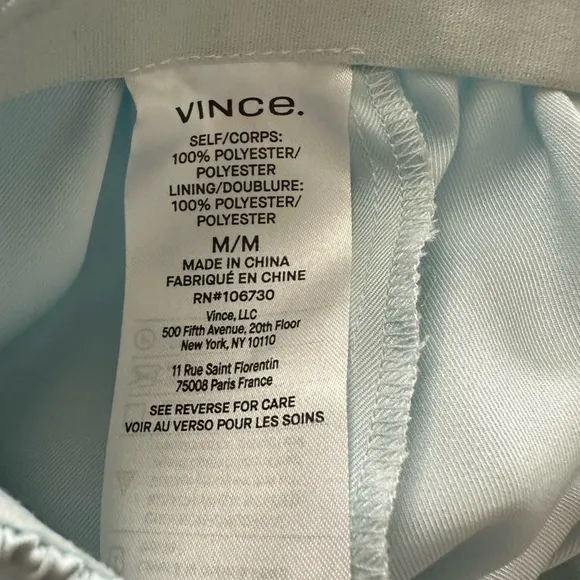 VINCE.
SELF/CORPS:
100% POLYESTER/
POLYESTER
LINING/DOUBLURE:
100% POLYESTER/
POLYESTER
M/M
MADE IN CHINA
FABRIQUÉ EN CHINE
RN#106730
Vince, LLC
500 Fifth Avenue, 20th Floor
New York, NY 10110
11 Rue Saint Florentin
75008 Paris France
SEE REVERSE FOR CARE
VOIR AU VERSO POUR LES SOINS